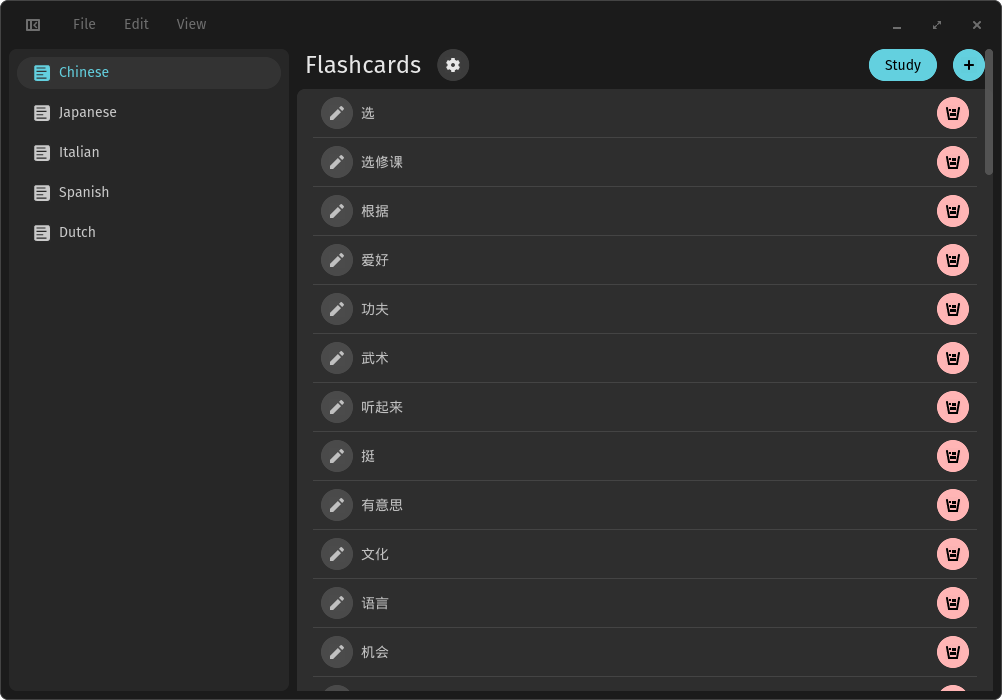 File Edit View
Chinese
Japanese
Italian
Spanish
Dutch
Flashcards
Study
选
选修课
根据
爱好
功夫
武术
听起来
挺
有意思
文化
语言
机会